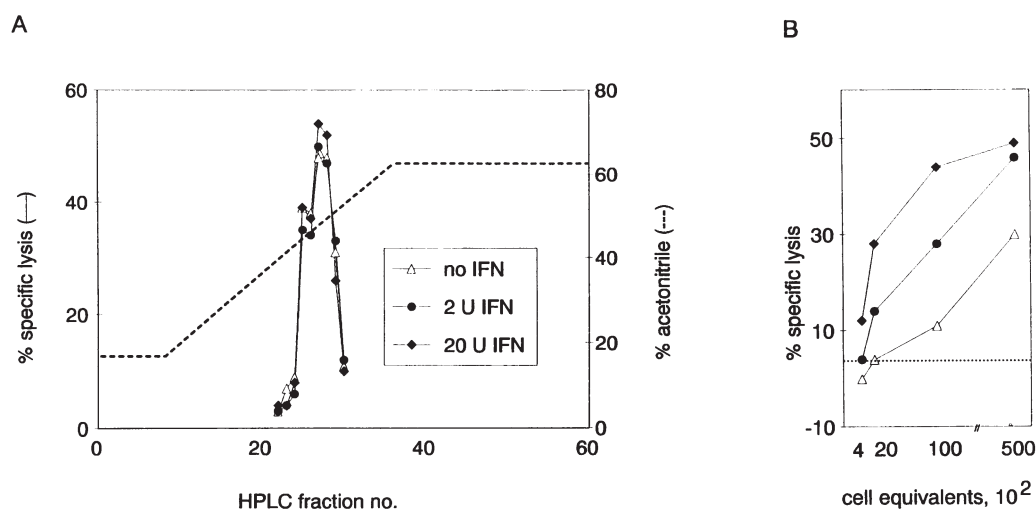 A
60
40
20
0
% specific lysis (—)
0
20
40
60
HPLC fraction no.
80
60
40
20
0
% acetonitrile (---)
no IFN
2 U IFN
20 U IFN
B
50
30
10
-10
% specific lysis
4 20 100 // 500
cell equivalents, 10²